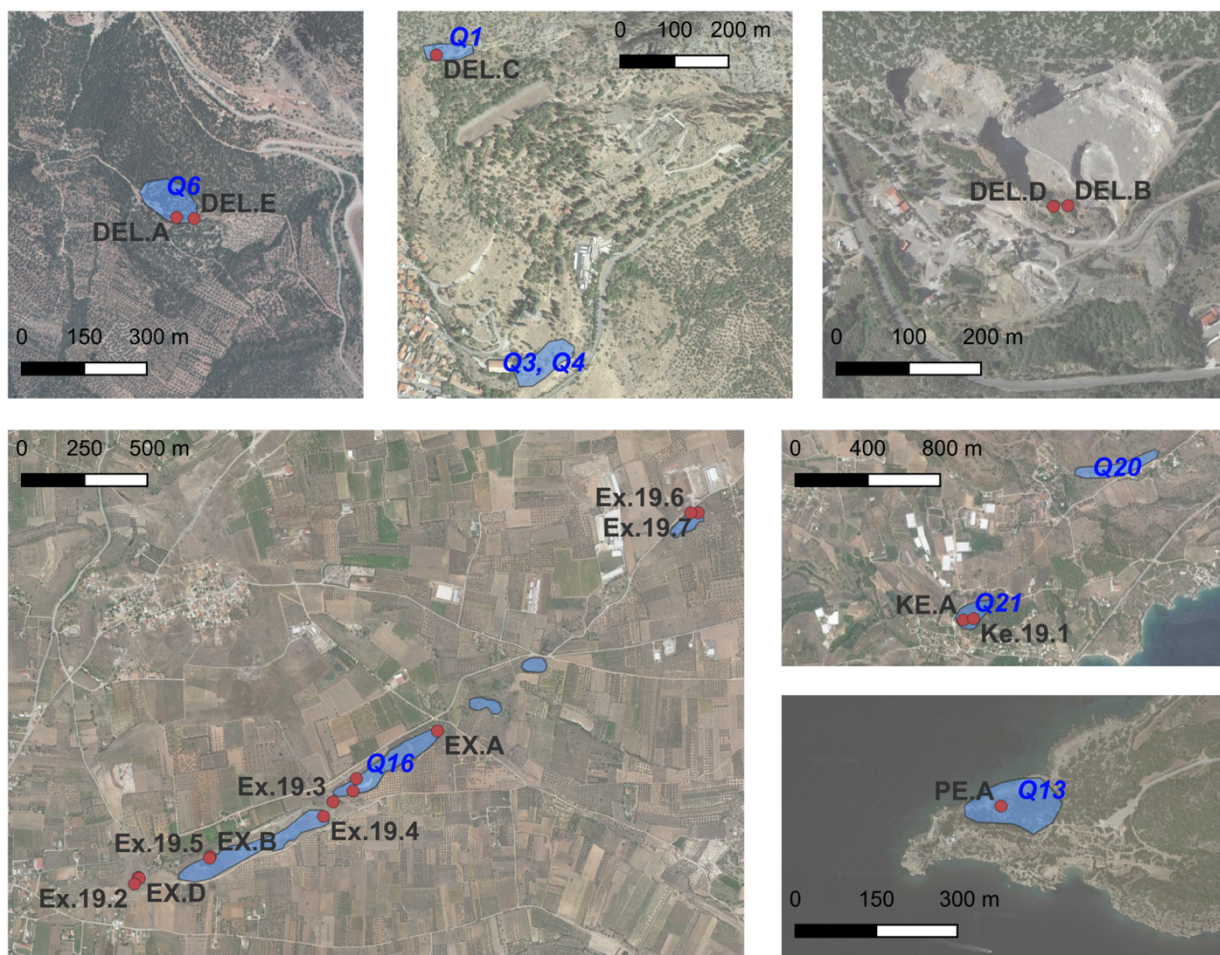 Q6
DEL.E
DEL.A
0 150 300 m
Q1
DEL.C
0 100 200 m
Q3, Q4
DEL.D DEL.B
0 100 200 m
0 250 500 m
Ex.19.6
Ex.19.7
EX.A
Q16
Ex.19.3
Ex.19.4
Ex.19.5 EX.B
EX.D
Ex.19.2
0 400 800 m
Q20
KE.A Q21
Ke.19.1
PE.A Q13
0 150 300 m